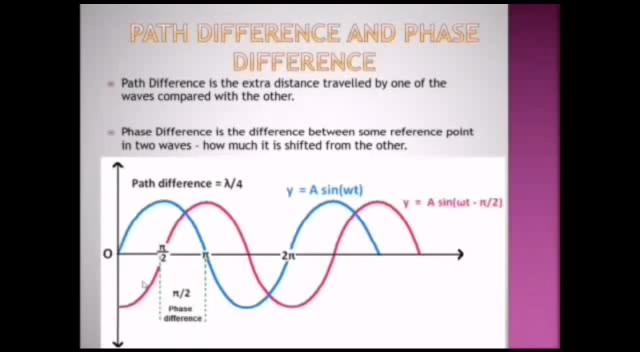 PATH DIFFERENCE AND PHASE
DIFFERENCE
Path Difference is the extra distance travelled by one of the
waves compared with the other.
Phase Difference is the difference between some reference point
in two waves - how much it is shifted from the other.
Path difference = λ/4
y = A sin(wt)
y = A sin(ωt - π/2)
O
π/2
π
2π
π/2
Phase
difference